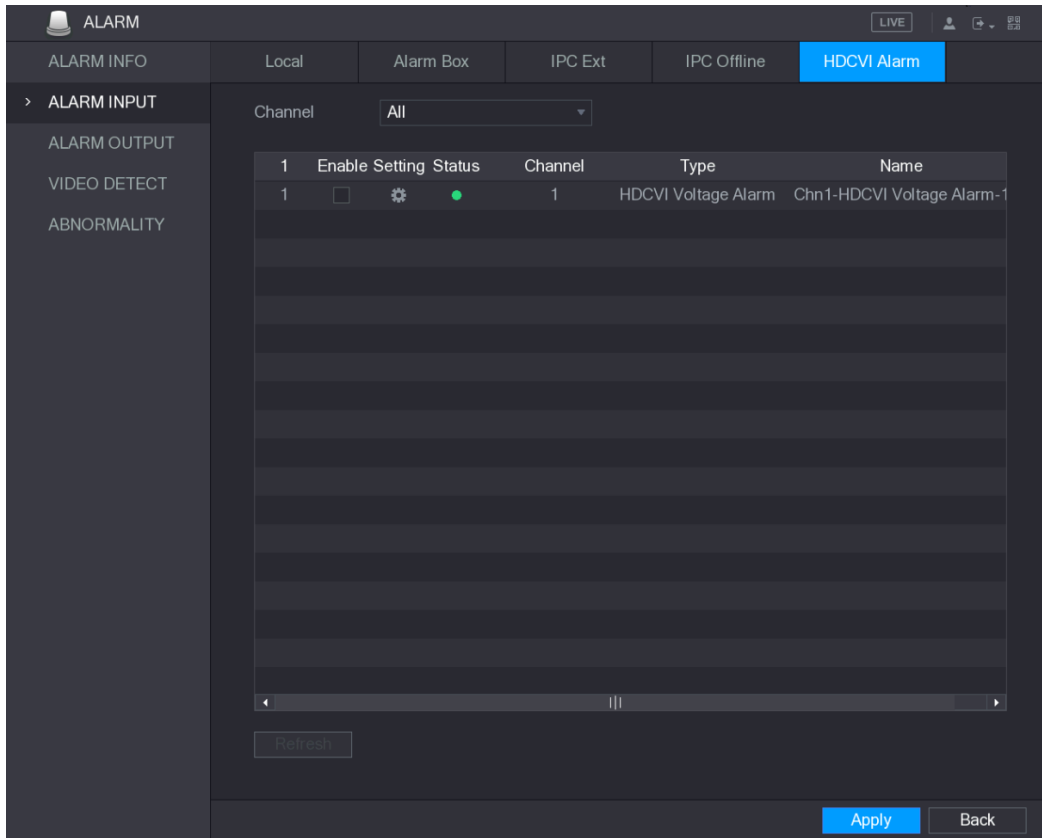 ALARM
LIVE
ALARM INFO
ALARM INPUT
ALARM OUTPUT
VIDEO DETECT
ABNORMALITY
Local Alarm Box IPC Ext IPC Offline HDCVI Alarm
Channel All
1 Enable Setting Status Channel Type Name
1 1 HDCVI Voltage Alarm Chn1-HDCVI Voltage Alarm-1
Refresh
Apply Back